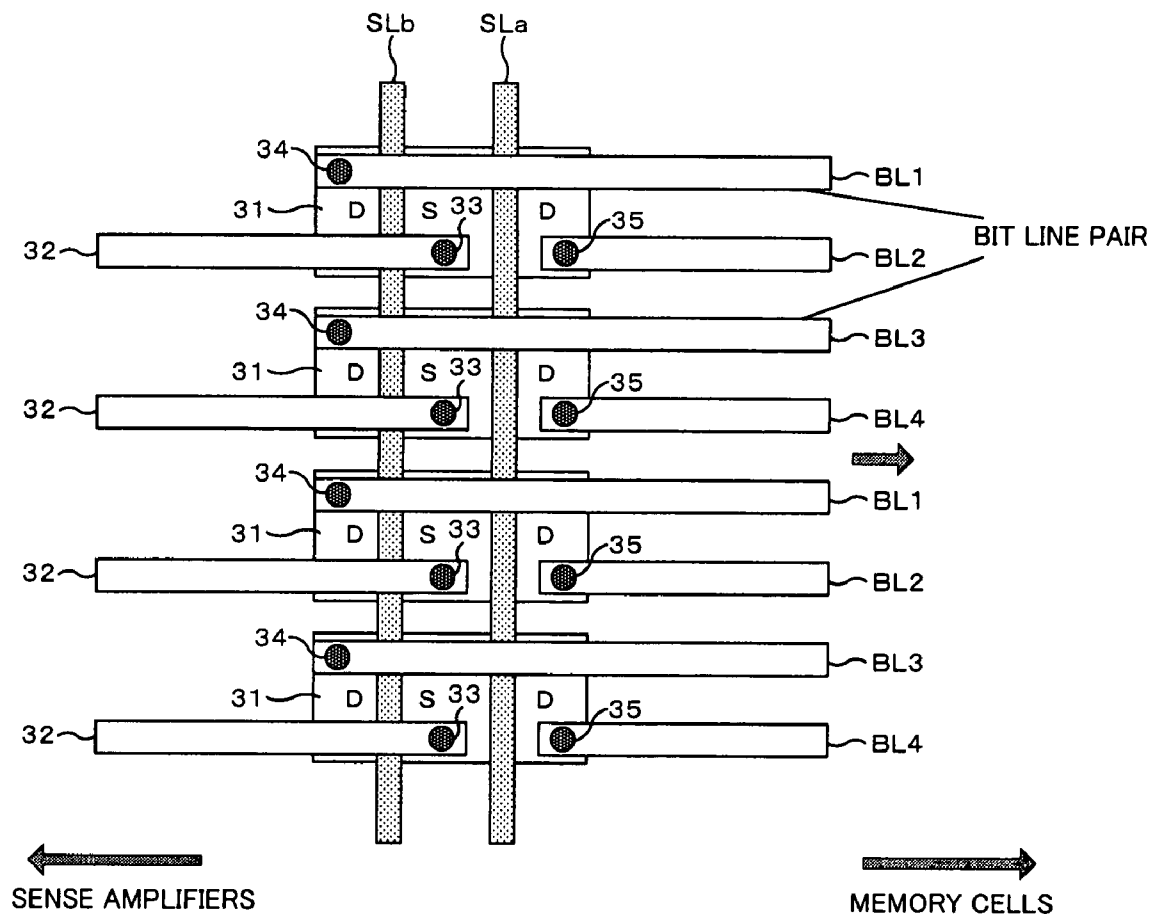 SLb SLa
34 BL1
31 D S 33 D 35
BIT LINE PAIR
32 BL2
34 BL3
31 D S 33 D 35
32 BL4
34 BL1
31 D S 33 D 35
32 BL2
34 BL3
31 D S 33 D 35
32 BL4
SENSE AMPLIFIERS MEMORY CELLS